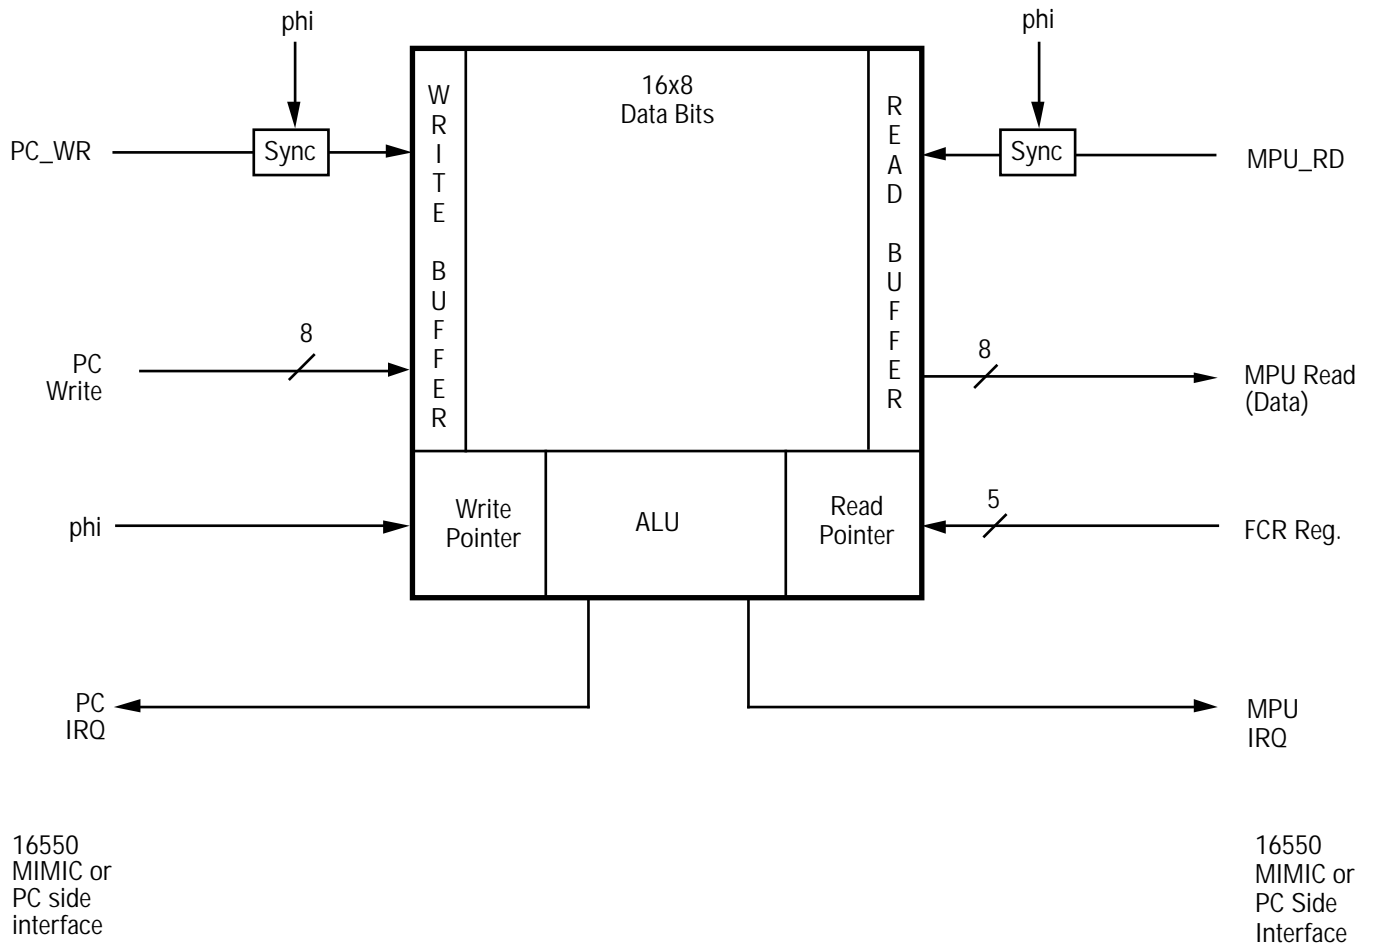 phi
phi
16x8
Data Bits
PC_WR
Sync
Sync
MPU_RD
W
R
I
T
E
B
U
F
F
E
R
R
E
A
D
B
U
F
F
E
R
8
PC
Write
8
MPU Read
(Data)
phi
Write
Pointer
ALU
Read
Pointer
5
FCR Reg.
PC
IRQ
MPU
IRQ
16550
MIMIC or
PC side
interface
16550
MIMIC or
PC Side
Interface